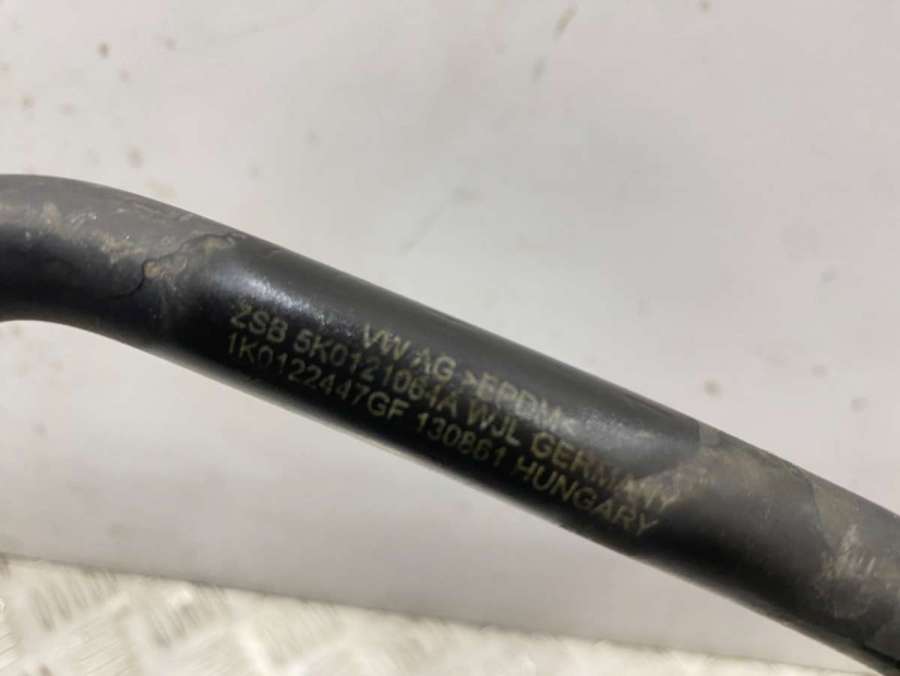 VW AG >EPDM<
ZSB 5K0121064A WJL GERMANY
1K0122447GF 130861 HUNGARY